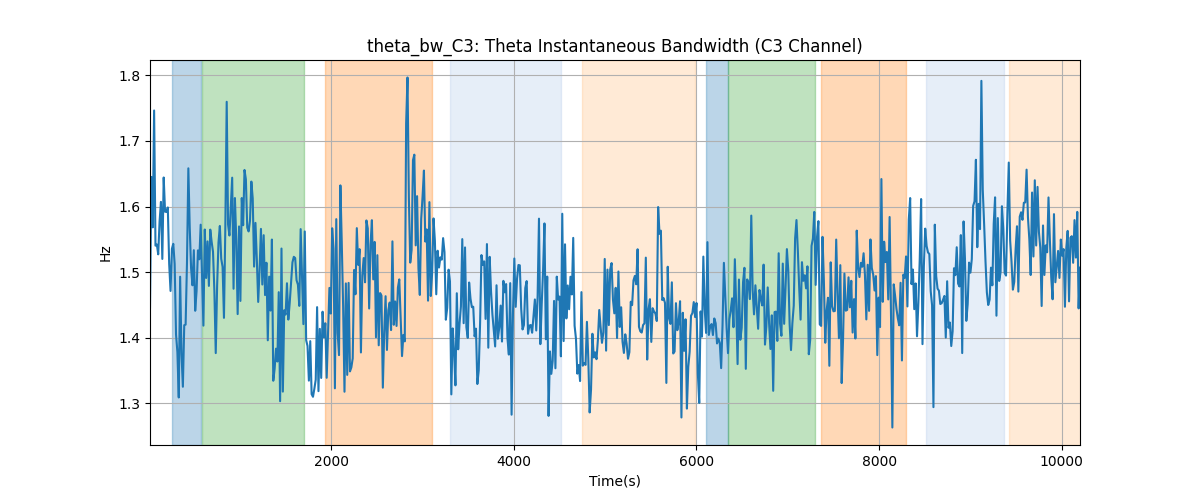 theta_bw_C3: Theta Instantaneous Bandwidth (C3 Channel)
1.8
1.7
1.6
1.5
1.4
1.3
Hz
2000 4000 6000 8000 10000
Time(s)